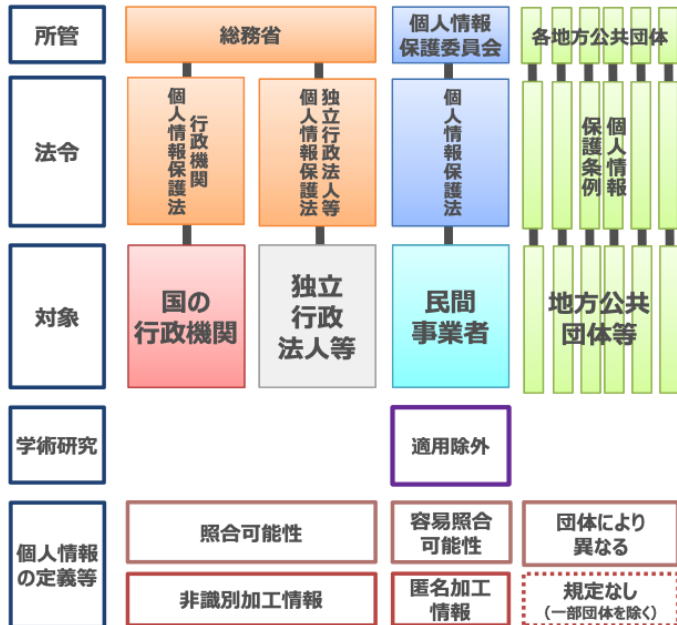 所管
総務省
個人情報
保護委員会
各地方公共団体
法令
行政機関
個人情報保護法
独立行政法人等
個人情報保護法
個人情報保護法
個人情報
保護条例
対象
国の
行政機関
独立
行政
法人等
民間
事業者
地方公共
団体等
学術研究
適用除外
個人情報
の定義等
照合可能性
容易照合
可能性
団体により
異なる
非識別加工情報
匿名加工
情報
規定なし
（一部団体を除く）